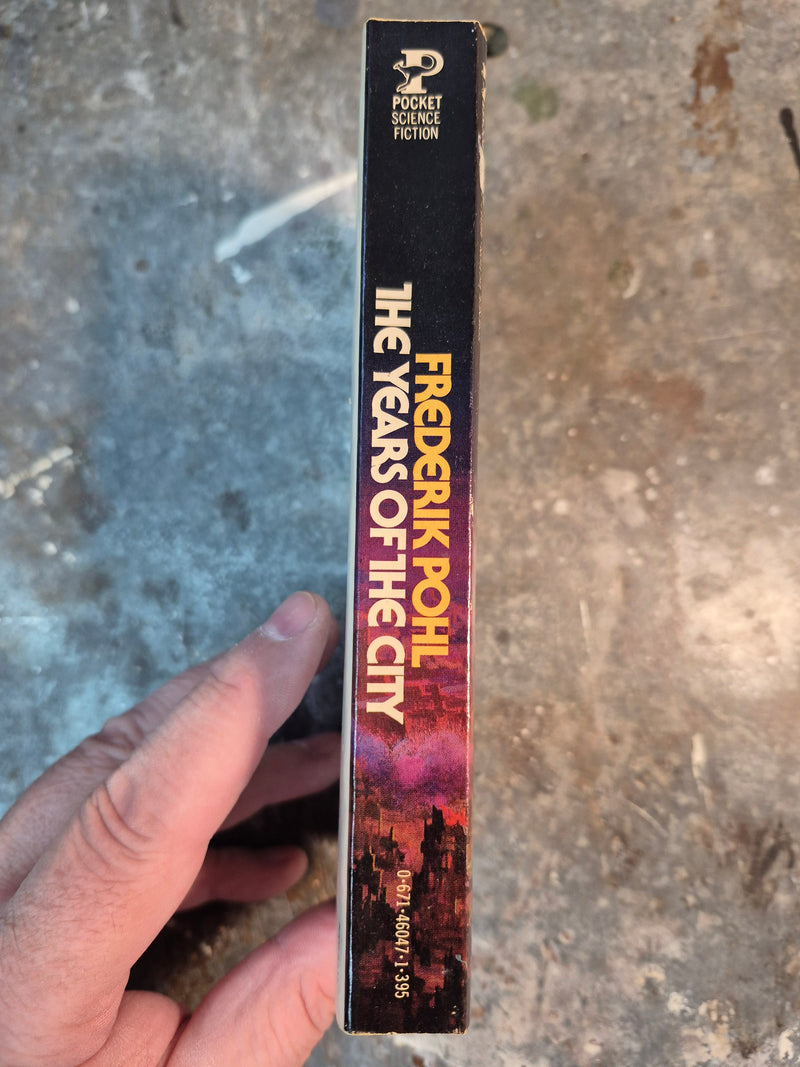 POCKET
SCIENCE
FICTION
FREDERIK POHL
THE YEARS OF THE CITY
0·671·46047·1·395